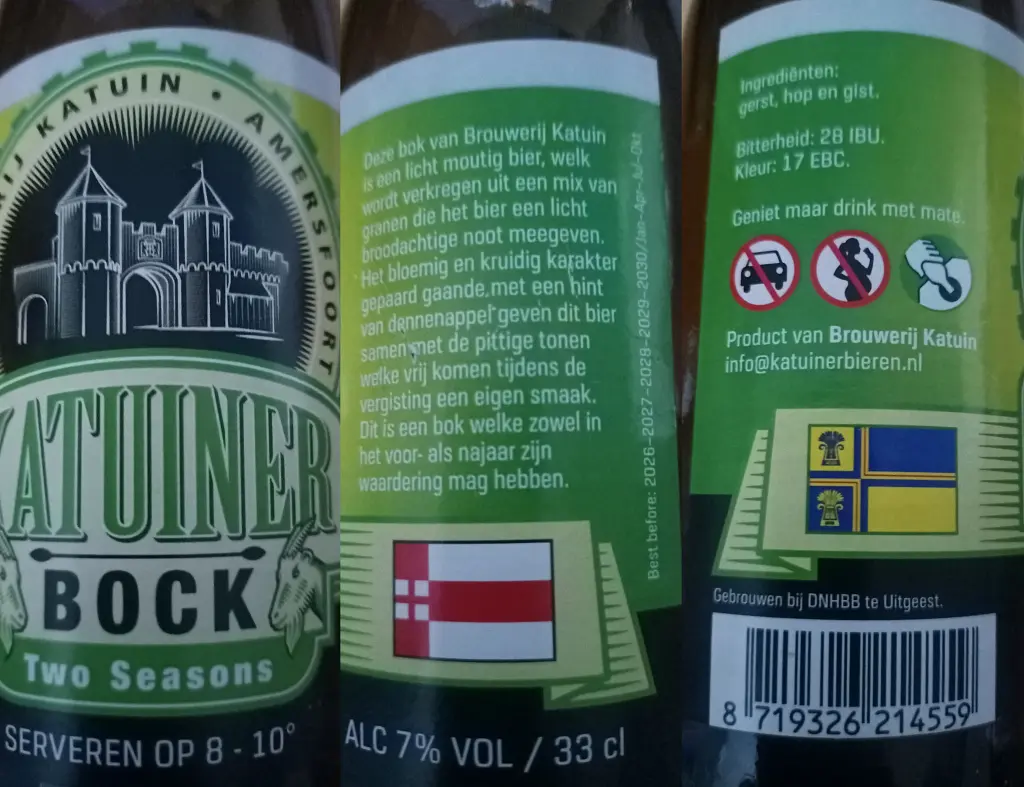 IJ KATUIN • AMERSFOORT
KATUINER
BOCK
Two Seasons
SERVEREN OP 8 - 10°
Deze bok van Brouwerij Katuin
is een licht moutig bier, welk
wordt verkregen uit een mix van
granen die het bier een licht
broodachtige noot meegeven.
Het bloemig en kruidig karakter
gepaard gaande met een hint
van dennenappel geven dit bier
samen met de pittige tonen
welke vrij komen tijdens de
vergisting een eigen smaak.
Dit is een bok welke zowel in
het voor- als najaar zijn
waardering mag hebben.
Best before: 2026-2027-2028-2029-2030/Jan-Apr-Jul-Okt
ALC 7% VOL / 33 cl
Ingrediënten:
gerst, hop en gist.
Bitterheid: 28 IBU.
Kleur: 17 EBC.
Geniet maar drink met mate.
Product van Brouwerij Katuin
info@katuinerbieren.nl
Gebrouwen bij DNHBB te Uitgeest.
8 719326 214559